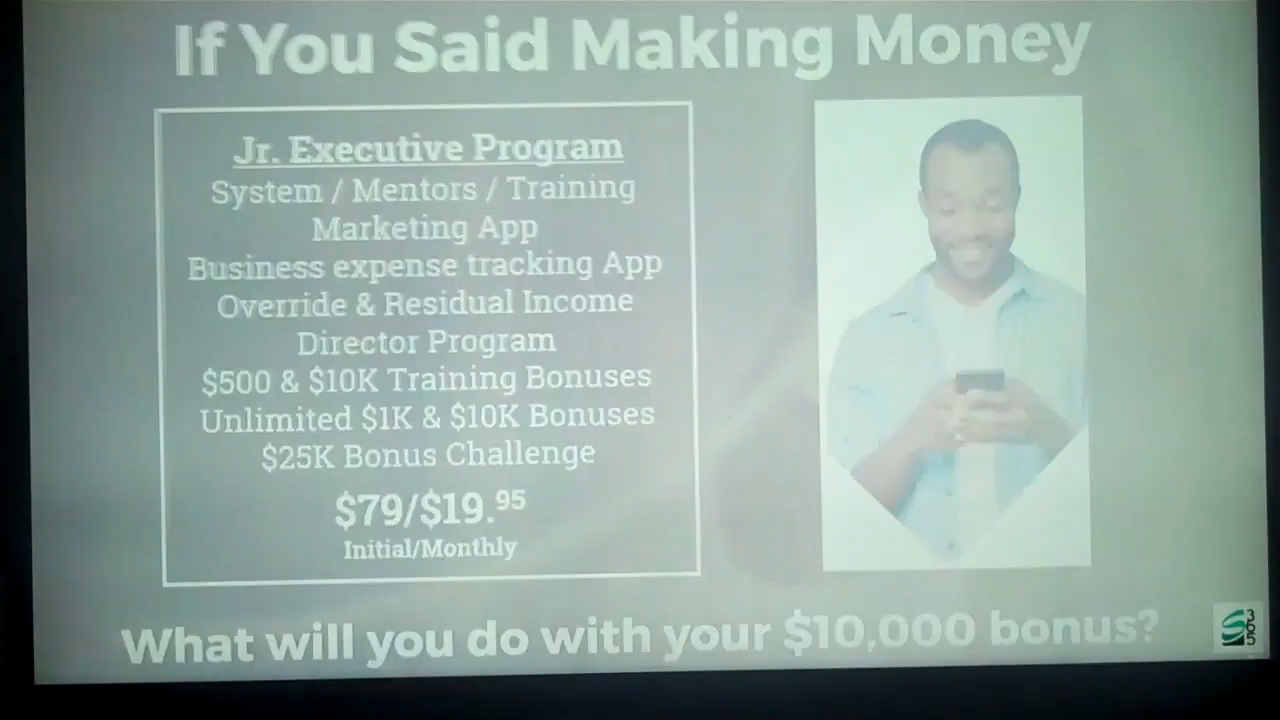 If You Said Making Money
Jr. Executive Program
System / Mentors / Training
Marketing App
Business expense tracking App
Override & Residual Income
Director Program
$500 & $10K Training Bonuses
Unlimited $1K & $10K Bonuses
$25K Bonus Challenge
$79/$19.95
Initial/Monthly
What will you do with your $10,000 bonus?
S 365